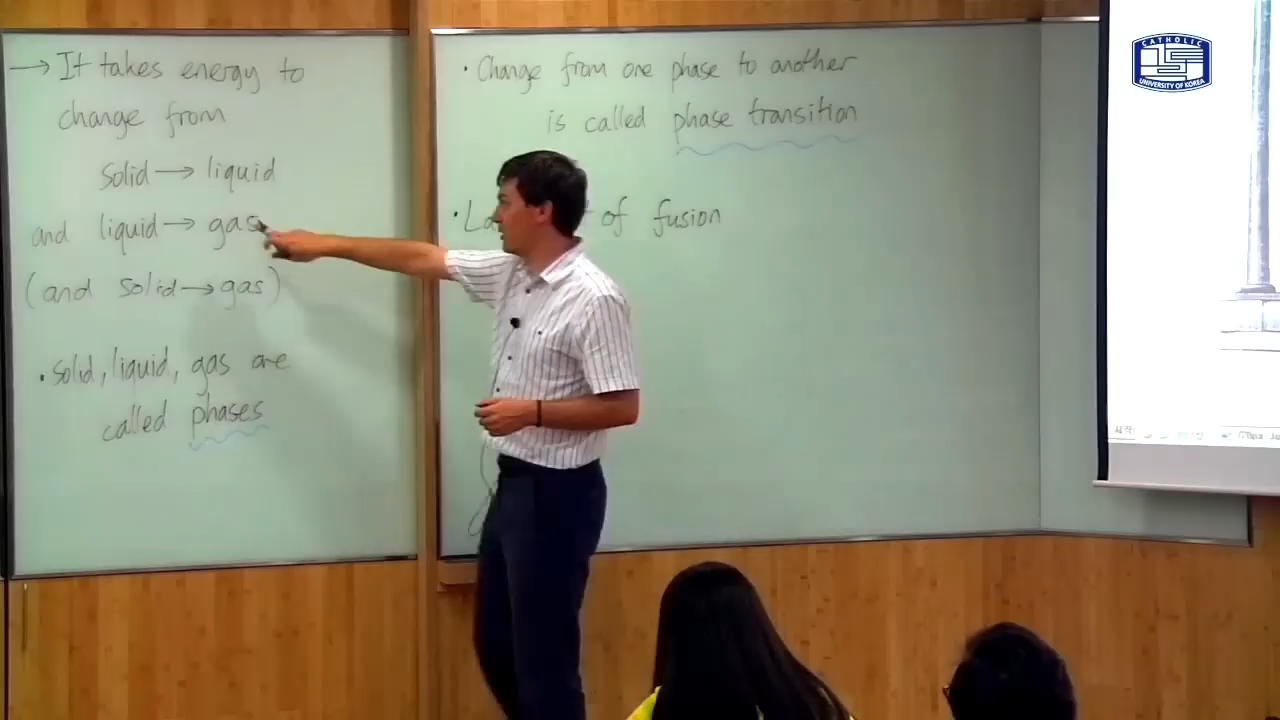 → It takes energy to
change from
solid → liquid
and liquid → gas
(and solid → gas)
• solid, liquid, gas are
called phases
• Change from one phase to another
is called phase transition
• La of fusion
CATHOLIC
UNIVERSITY OF KOREA